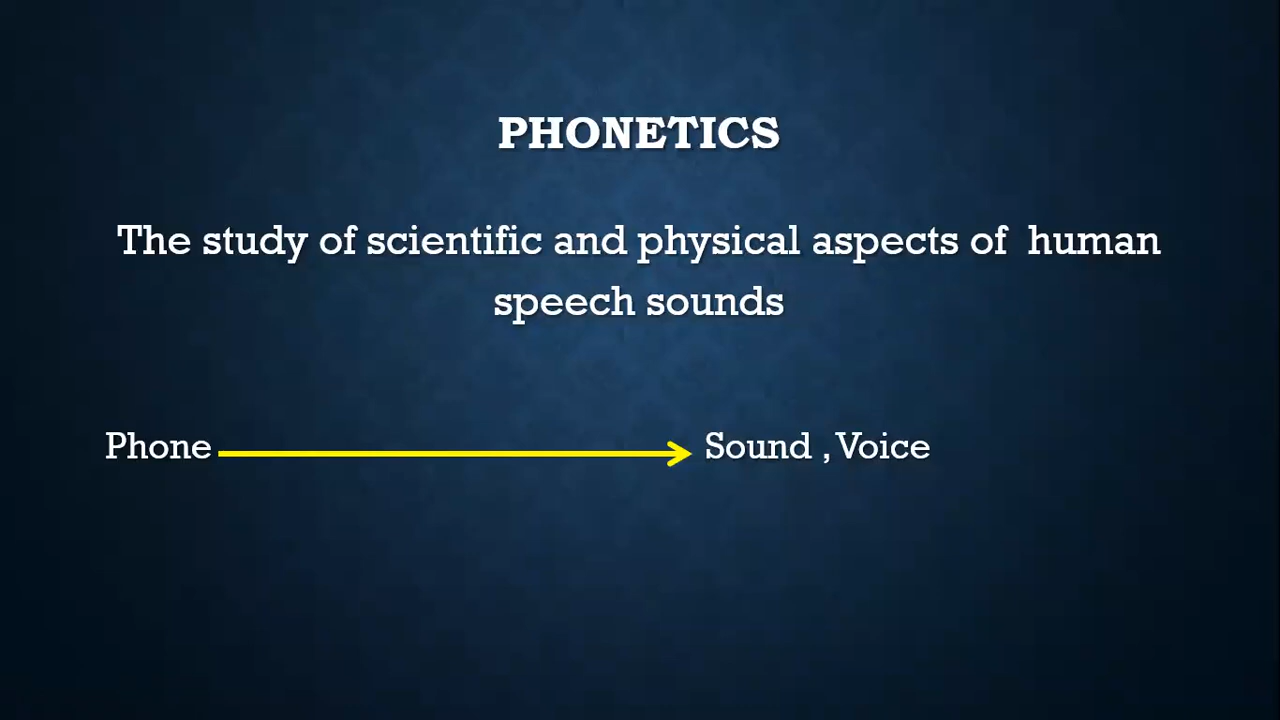 PHONETICS
The study of scientific and physical aspects of  human
speech sounds
Phone Sound , Voice